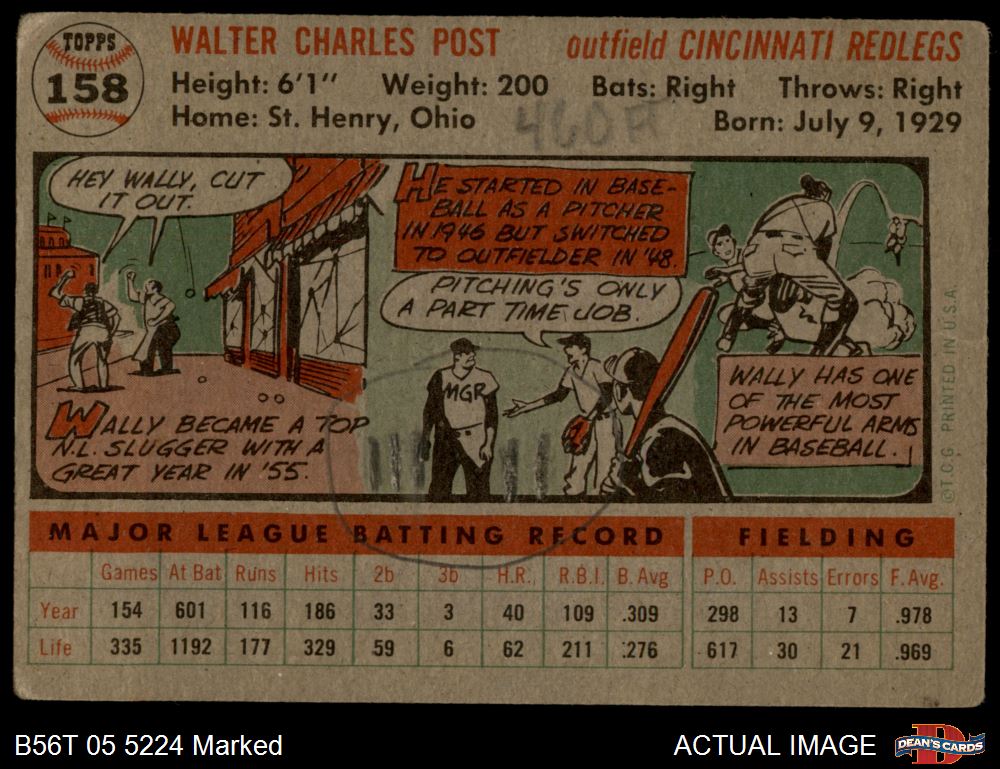 TOPPS
158
WALTER CHARLES POST
outfield CINCINNATI REDLEGS
Height: 6'1" Weight: 200 Bats: Right Throws: Right
Home: St. Henry, Ohio
Born: July 9, 1929
460A
HEY WALLY, CUT
IT OUT.
WALLY BECAME A TOP
N.L. SLUGGER WITH A
GREAT YEAR IN '55.
HE STARTED IN BASE-
BALL AS A PITCHER
IN 1946 BUT SWITCHED
TO OUTFIELDER IN '48.
PITCHING'S ONLY
A PART TIME JOB.
MGR
WALLY HAS ONE
OF THE MOST
POWERFUL ARMS
IN BASEBALL.
©T.C.G. PRINTED IN U.S.A.
MAJOR LEAGUE BATTING RECORD
Games At Bat Runs Hits 2b 3b H.R. R.B.I. B. Avg
Year 154 601 116 186 33 3 40 109 .309
Life 335 1192 177 329 59 6 62 211 .276
FIELDING
P.O. Assists Errors F. Avg.
298 13 7 .978
617 30 21 .969
B56T 05 5224 Marked
ACTUAL IMAGE
DEAN'S CARDS